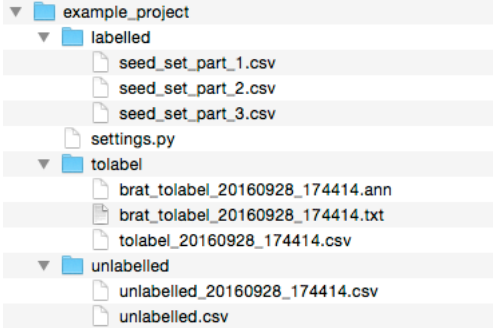 example_project
labelled
seed_set_part_1.csv
seed_set_part_2.csv
seed_set_part_3.csv
settings.py
tolabel
brat_tolabel_20160928_174414.ann
brat_tolabel_20160928_174414.txt
tolabel_20160928_174414.csv
unlabelled
unlabelled_20160928_174414.csv
unlabelled.csv